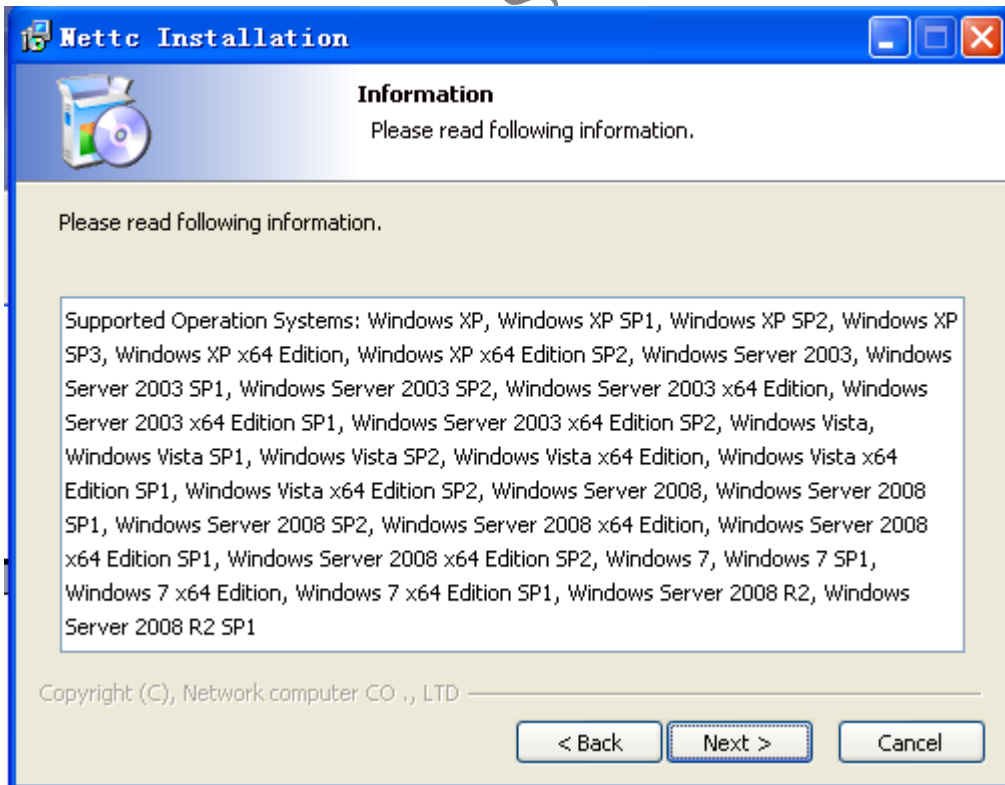 Nettc Installation
Information
Please read following information.
Please read following information.
Supported Operation Systems: Windows XP, Windows XP SP1, Windows XP SP2, Windows XP
SP3, Windows XP x64 Edition, Windows XP x64 Edition SP2, Windows Server 2003, Windows
Server 2003 SP1, Windows Server 2003 SP2, Windows Server 2003 x64 Edition, Windows
Server 2003 x64 Edition SP1, Windows Server 2003 x64 Edition SP2, Windows Vista,
Windows Vista SP1, Windows Vista SP2, Windows Vista x64 Edition, Windows Vista x64
Edition SP1, Windows Vista x64 Edition SP2, Windows Server 2008, Windows Server 2008
SP1, Windows Server 2008 SP2, Windows Server 2008 x64 Edition, Windows Server 2008
x64 Edition SP1, Windows Server 2008 x64 Edition SP2, Windows 7, Windows 7 SP1,
Windows 7 x64 Edition, Windows 7 x64 Edition SP1, Windows Server 2008 R2, Windows
Server 2008 R2 SP1
Copyright (C), Network computer CO ., LTD
< Back
Next >
Cancel